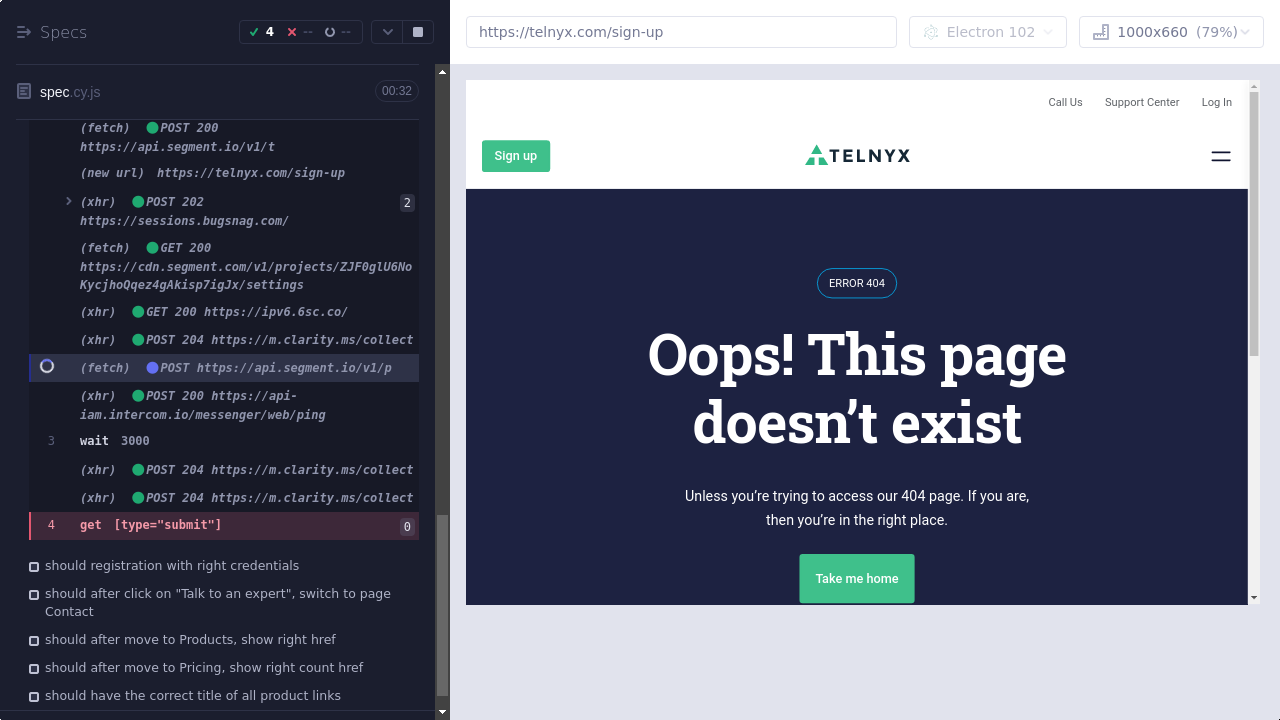 Specs
4
--
--
https://telnyx.com/sign-up
Electron 102
1000x660 (79%)
spec.cy.js
00:32
(fetch) POST 200
https://api.segment.io/v1/t
(new url) https://telnyx.com/sign-up
(xhr) POST 202
https://sessions.bugsnag.com/
2
(fetch) GET 200
https://cdn.segment.com/v1/projects/ZJF0glU6No
KycjhoQqez4gAkisp7igJx/settings
(xhr) GET 200 https://ipv6.6sc.co/
(xhr) POST 204 https://m.clarity.ms/collect
(fetch) POST https://api.segment.io/v1/p
(xhr) POST 200 https://api-
iam.intercom.io/messenger/web/ping
3 wait 3000
(xhr) POST 204 https://m.clarity.ms/collect
(xhr) POST 204 https://m.clarity.ms/collect
4 get [type="submit"] 0
should registration with right credentials
should after click on "Talk to an expert", switch to page
Contact
should after move to Products, show right href
should after move to Pricing, show right count href
should have the correct title of all product links
Call Us Support Center Log In
Sign up
TELNYX
ERROR 404
Oops! This page
doesn’t exist
Unless you’re trying to access our 404 page. If you are,
then you’re in the right place.
Take me home